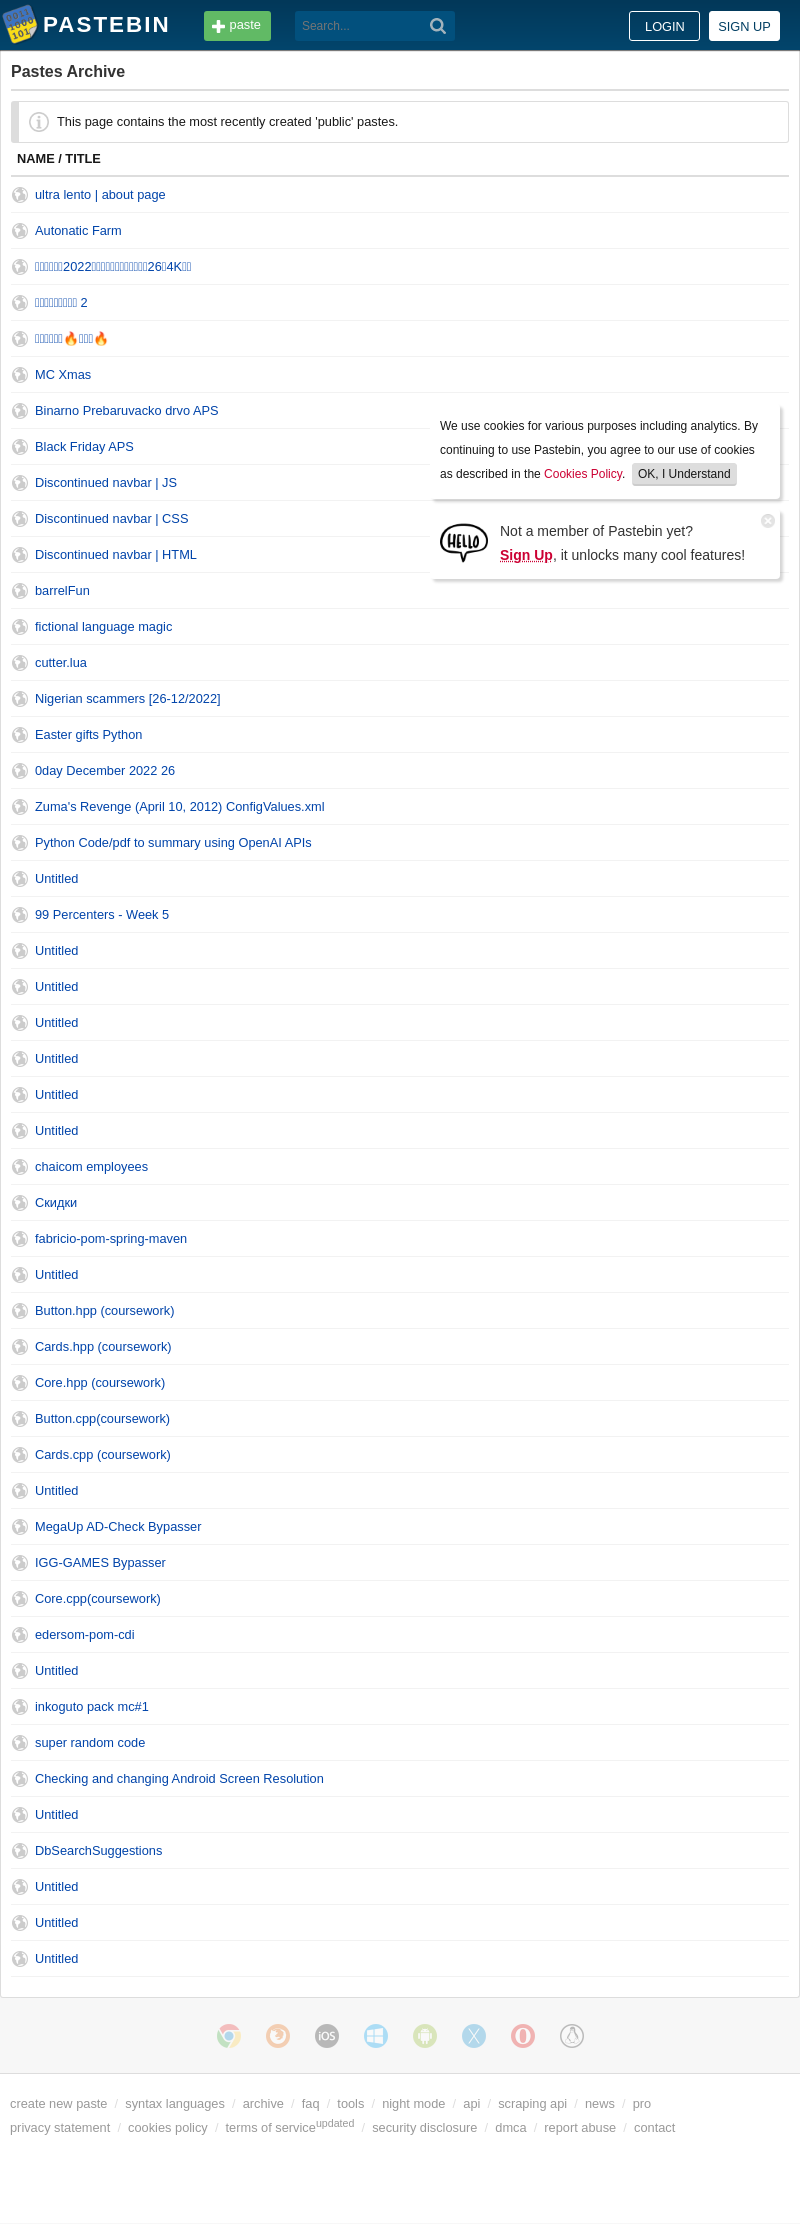 PASTEBIN
paste
Search...
LOGIN
SIGN UP
Pastes Archive
This page contains the most recently created 'public' pastes.
NAME / TITLE
ultra lento | about page
Autonatic Farm
2022 26 4K
2
🔥 🔥
MC Xmas
Binarno Prebaruvacko drvo APS
Black Friday APS
Discontinued navbar | JS
Discontinued navbar | CSS
Discontinued navbar | HTML
We use cookies for various purposes including analytics. By
continuing to use Pastebin, you agree to our use of cookies
as described in the Cookies Policy. OK, I Understand
HELLO
Not a member of Pastebin yet?
Sign Up, it unlocks many cool features!
barrelFun
fictional language magic
cutter.lua
Nigerian scammers [26-12/2022]
Easter gifts Python
0day December 2022 26
Zuma's Revenge (April 10, 2012) ConfigValues.xml
Python Code/pdf to summary using OpenAI APIs
Untitled
99 Percenters - Week 5
Untitled
Untitled
Untitled
Untitled
Untitled
Untitled
chaicom employees
Скидки
fabricio-pom-spring-maven
Untitled
Button.hpp (coursework)
Cards.hpp (coursework)
Core.hpp (coursework)
Button.cpp(coursework)
Cards.cpp (coursework)
Untitled
MegaUp AD-Check Bypasser
IGG-GAMES Bypasser
Core.cpp(coursework)
edersom-pom-cdi
Untitled
inkoguto pack mc#1
super random code
Checking and changing Android Screen Resolution
Untitled
DbSearchSuggestions
Untitled
Untitled
Untitled
iOS
create new paste / syntax languages / archive / faq / tools / night mode / api / scraping api / news / pro
privacy statement / cookies policy / terms of service updated / security disclosure / dmca / report abuse / contact